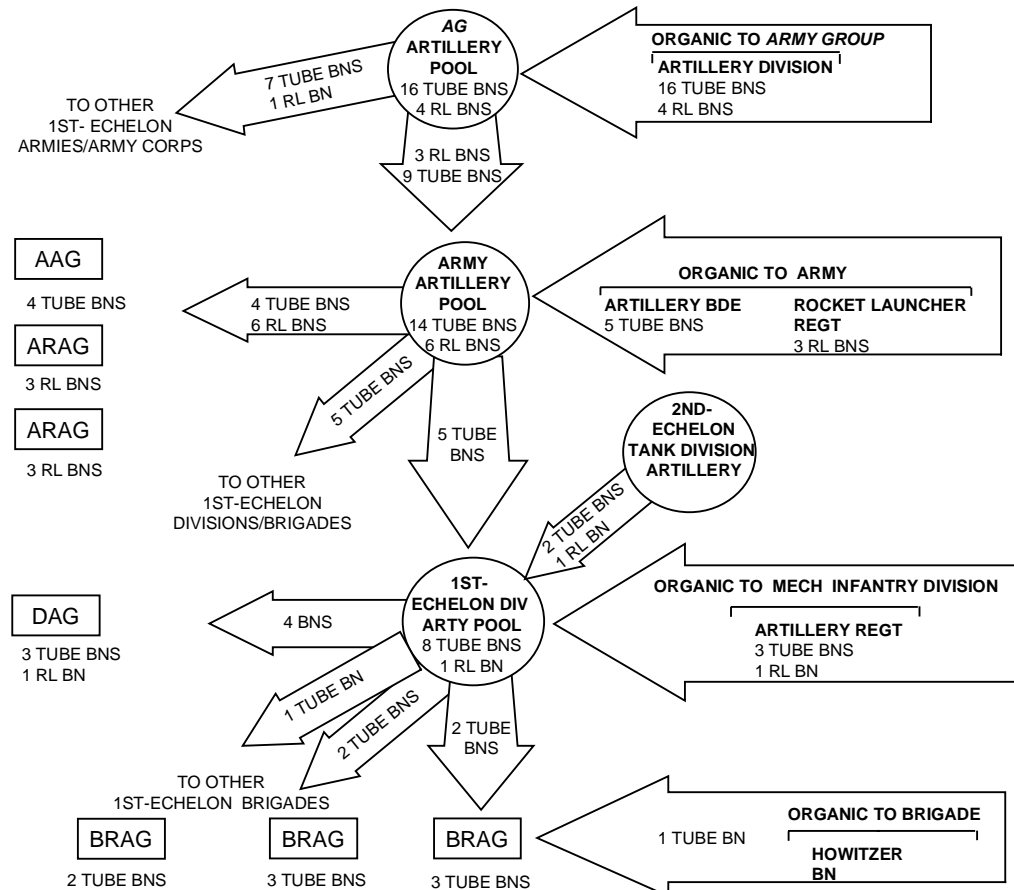 AG
ARTILLERY
POOL
16 TUBE BNS
4 RL BNS
ORGANIC TO ARMY GROUP
ARTILLERY DIVISION
16 TUBE BNS
4 RL BNS
7 TUBE BNS
1 RL BN
TO OTHER
1ST- ECHELON
ARMIES/ARMY CORPS
3 RL BNS
9 TUBE BNS
AAG
4 TUBE BNS
ARAG
3 RL BNS
ARAG
3 RL BNS
4 TUBE BNS
6 RL BNS
ARMY
ARTILLERY
POOL
14 TUBE BNS
6 RL BNS
ORGANIC TO ARMY
ARTILLERY BDE
5 TUBE BNS
ROCKET LAUNCHER
REGT
3 RL BNS
5 TUBE BNS
TO OTHER
1ST-ECHELON
DIVISIONS/BRIGADES
5 TUBE
BNS
2ND-
ECHELON
TANK DIVISION
ARTILLERY
2 TUBE BNS
1 RL BN
DAG
3 TUBE BNS
1 RL BN
4 BNS
1ST-
ECHELON DIV
ARTY POOL
8 TUBE BNS
1 RL BN
ORGANIC TO MECH INFANTRY DIVISION
ARTILLERY REGT
3 TUBE BNS
1 RL BN
1 TUBE BN
2 TUBE BNS
TO OTHER
1ST-ECHELON BRIGADES
2 TUBE
BNS
BRAG
2 TUBE BNS
BRAG
3 TUBE BNS
BRAG
3 TUBE BNS
1 TUBE BN
ORGANIC TO BRIGADE
HOWITZER
BN